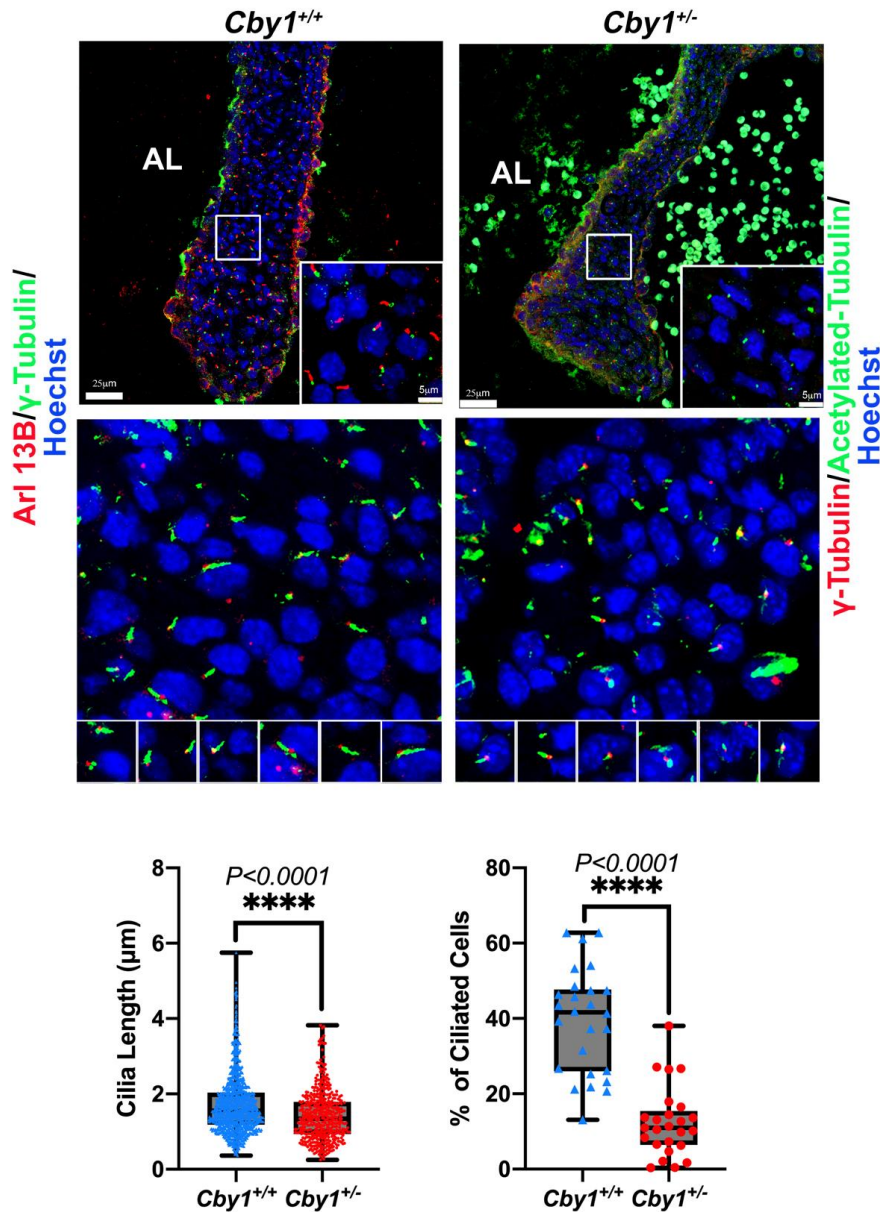 Cby1+/+
Cby1+/-
AL
AL
25µm
5µm
25µm
5µm
Arl 13B/γ-Tubulin/
Hoechst
γ-Tubulin/Acetylated-Tubulin/
Hoechst
P<0.0001
****
Cilia Length (µm)
8
6
4
2
0
Cby1+/+
Cby1+/-
P<0.0001
****
% of Ciliated Cells
80
60
40
20
0
Cby1+/+
Cby1+/-